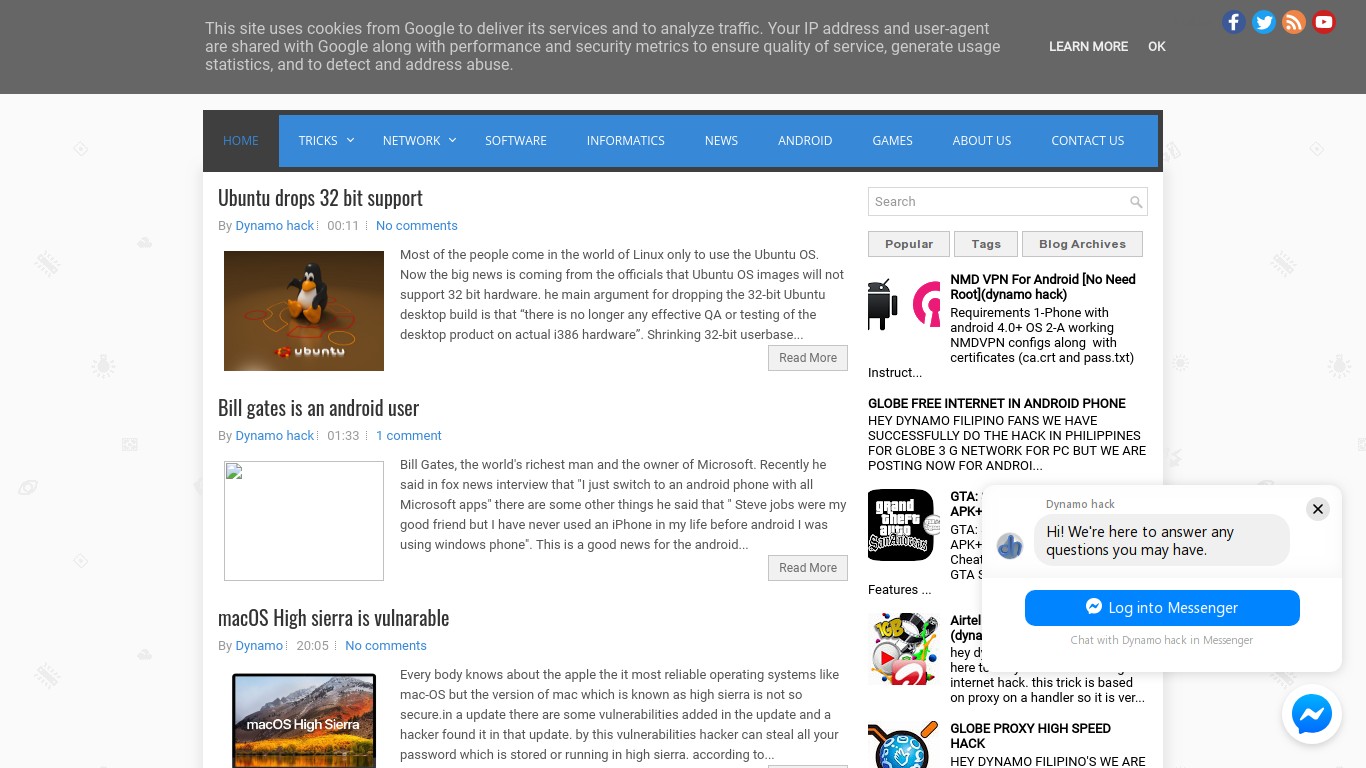 This site uses cookies from Google to deliver its services and to analyze traffic. Your IP address and user-agent
are shared with Google along with performance and security metrics to ensure quality of service, generate usage
statistics, and to detect and address abuse.
LEARN MORE OK
HOME TRICKS NETWORK SOFTWARE INFORMATICS NEWS ANDROID GAMES ABOUT US CONTACT US
Ubuntu drops 32 bit support
By Dynamo hack 00:11 No comments
ubuntu
Most of the people come in the world of Linux only to use the Ubuntu OS.
Now the big news is coming from the officials that Ubuntu OS images will not
support 32 bit hardware. he main argument for dropping the 32-bit Ubuntu
desktop build is that “there is no longer any effective QA or testing of the
desktop product on actual i386 hardware”. Shrinking 32-bit userbase...
Read More
Bill gates is an android user
By Dynamo hack 01:33 1 comment
Bill Gates, the world's richest man and the owner of Microsoft. Recently he
said in fox news interview that "I just switch to an android phone with all
Microsoft apps" there are some other things he said that " Steve jobs were my
good friend but I have never used an iPhone in my life before android I was
using windows phone". This is a good news for the android...
Read More
macOS High sierra is vulnarable
By Dynamo 20:05 No comments
macOS High Sierra
Every body knows about the apple the it most reliable operating systems like
mac-OS but the version of mac which is known as high sierra is not so
secure.in a update there are some vulnerabilities added in the update and a
hacker found it in that update. by this vulnerabilities hacker can steal all your
password which is stored or running in high sierra. according to...
Search
Popular Tags Blog Archives
NMD VPN For Android [No Need
Root](dynamo hack)
Requirements 1-Phone with
android 4.0+ OS 2-A working
NMDVPN configs along with
certificates (ca.crt and pass.txt)
Instruct...
GLOBE FREE INTERNET IN ANDROID PHONE
HEY DYNAMO FILIPINO FANS WE HAVE
SUCCESSFULLY DO THE HACK IN PHILIPPINES
FOR GLOBE 3 G NETWORK FOR PC BUT WE ARE
POSTING NOW FOR ANDROI...
grand
theft
auto
San Andreas
GTA:
APK+
GTA:
APK+
Cheat
GTA S
Features ...
1GB
Airtel
(dyna
hey dy
here to
internet hack. this trick is based
on proxy on a handler so it is ver...
GLOBE PROXY HIGH SPEED
HACK
HEY DYNAMO FILIPINO'S WE ARE
Dynamo hack
Hi! We're here to answer any
questions you may have.
Log into Messenger
Chat with Dynamo hack in Messenger